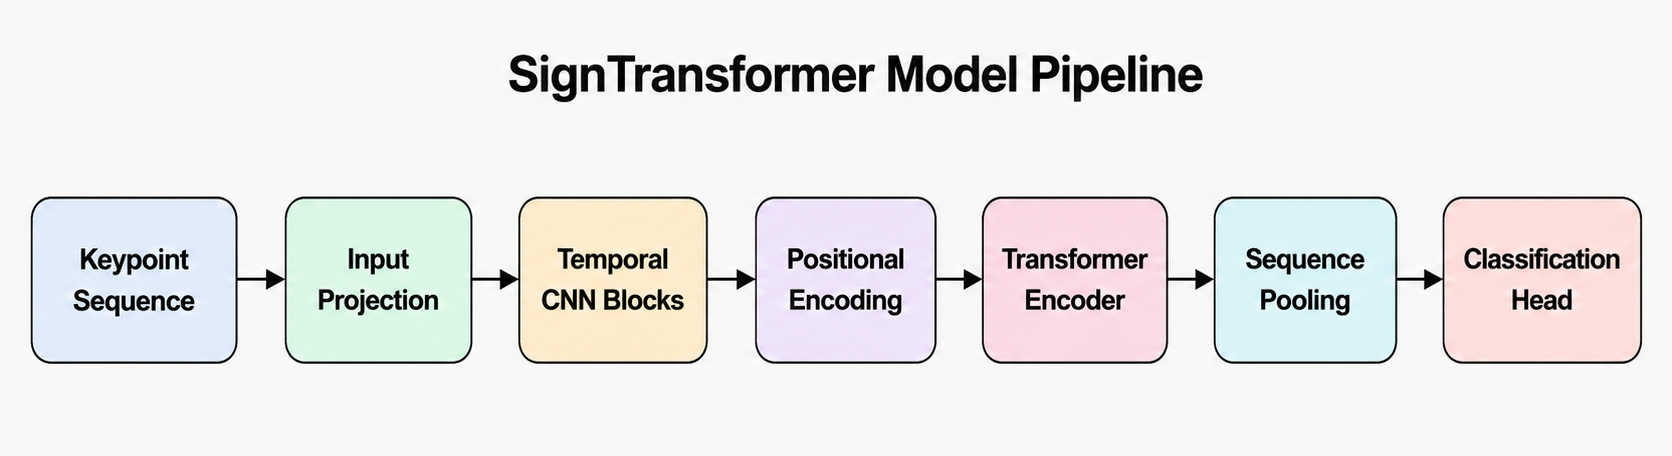 SignTransformer Model Pipeline
Keypoint
Sequence
Input
Projection
Temporal
CNN Blocks
Positional
Encoding
Transformer
Encoder
Sequence
Pooling
Classification
Head